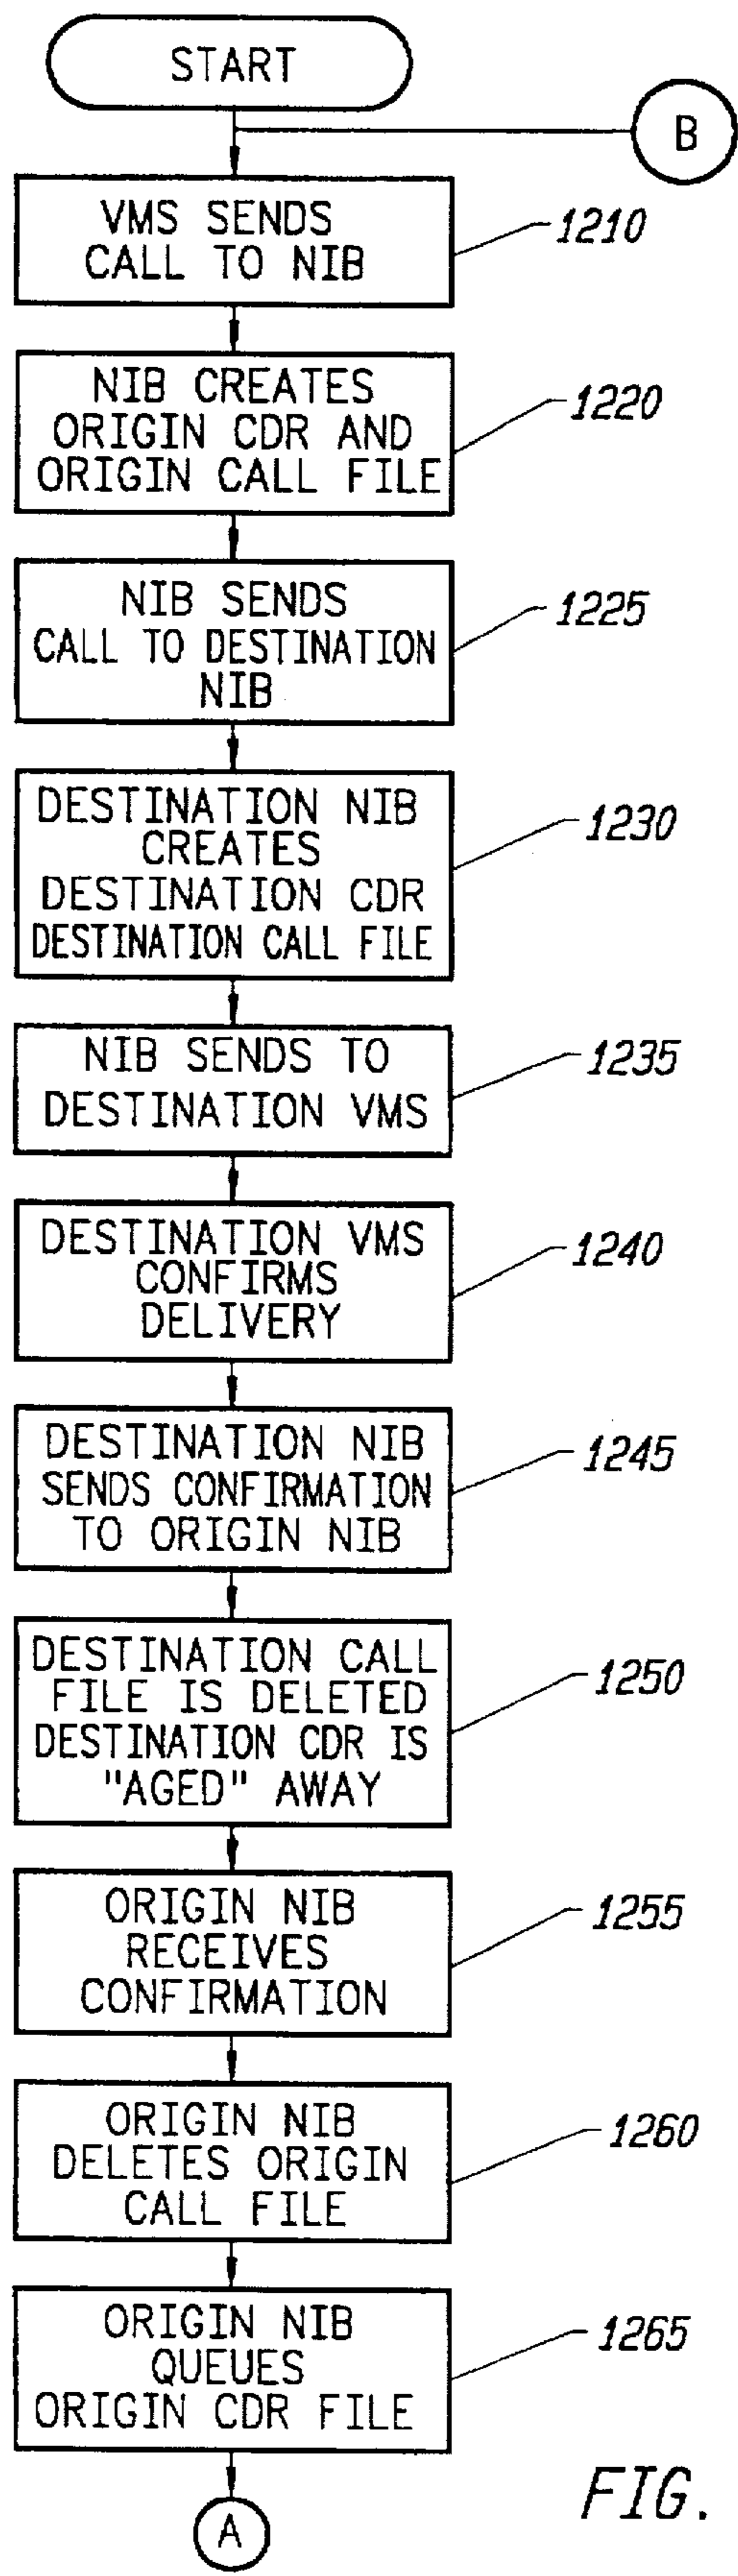 START
B
VMS SENDS
CALL TO NIB
1210
NIB CREATES
ORIGIN CDR AND
ORIGIN CALL FILE
1220
NIB SENDS
CALL TO DESTINATION
NIB
1225
DESTINATION NIB
CREATES
DESTINATION CDR
DESTINATION CALL FILE
1230
NIB SENDS TO
DESTINATION VMS
1235
DESTINATION VMS
CONFIRMS
DELIVERY
1240
DESTINATION NIB
SENDS CONFIRMATION
TO ORIGIN NIB
1245
DESTINATION CALL
FILE IS DELETED
DESTINATION CDR IS
"AGED" AWAY
1250
ORIGIN NIB
RECEIVES
CONFIRMATION
1255
ORIGIN NIB
DELETES ORIGIN
CALL FILE
1260
ORIGIN NIB
QUEUES
ORIGIN CDR FILE
1265
A
FIG.